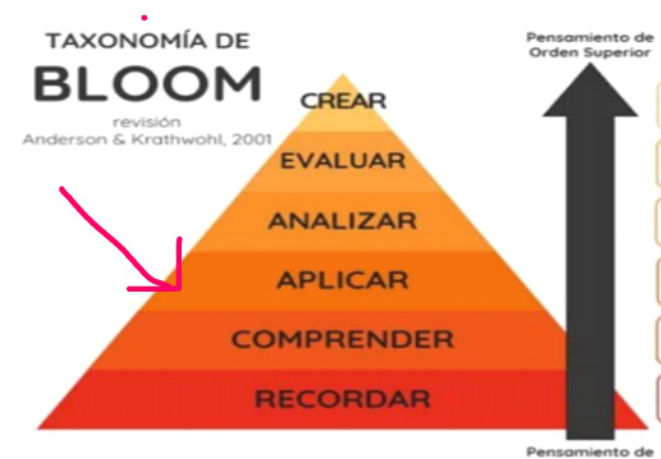 TAXONOMÍA DE
BLOOM
revisión
Anderson & Krathwohl, 2001
Pensamiento de
Orden Superior
CREAR
EVALUAR
ANALIZAR
APLICAR
COMPRENDER
RECORDAR
Pensamiento de